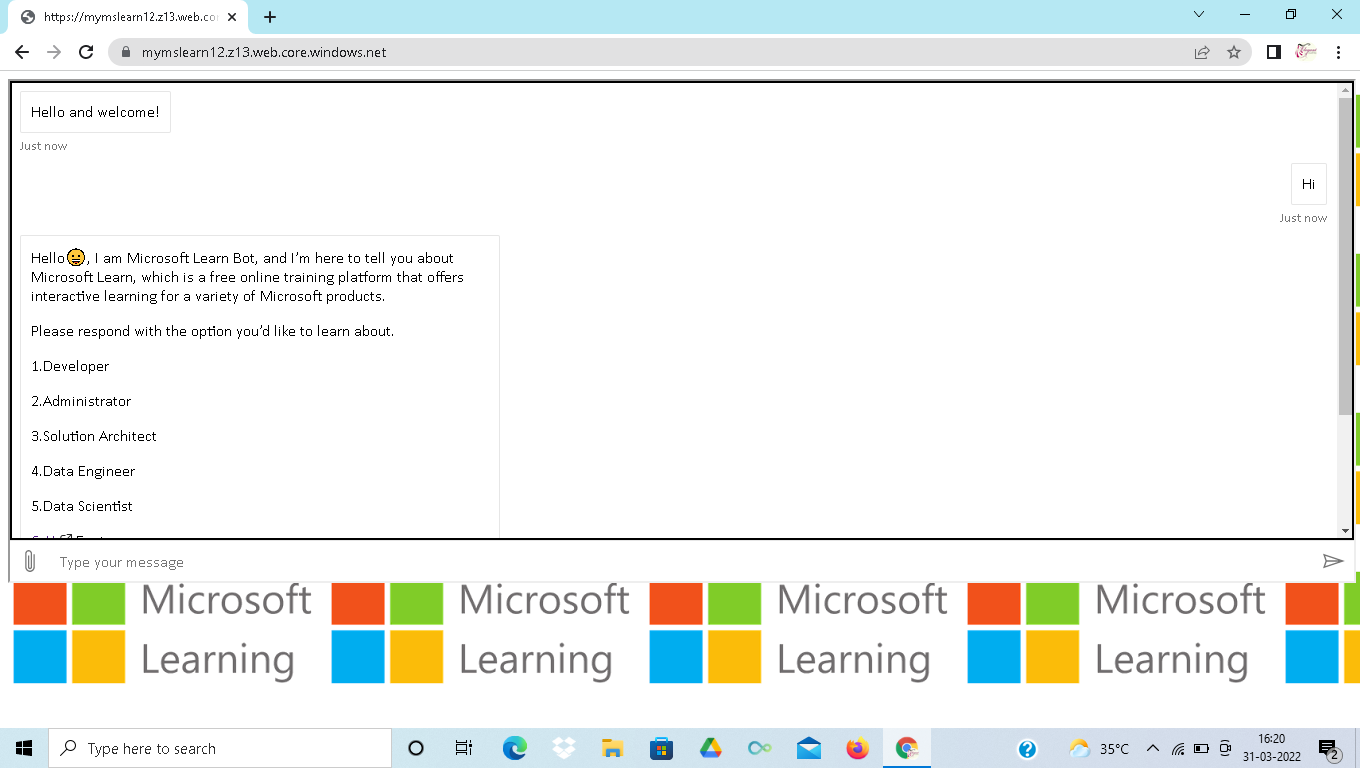 https://mymslearn12.z13.web.co
mymslearn12.z13.web.core.windows.net
Hello and welcome!
Just now
Hi
Just now
Hello😀, I am Microsoft Learn Bot, and I’m here to tell you about
Microsoft Learn, which is a free online training platform that offers
interactive learning for a variety of Microsoft products.
Please respond with the option you’d like to learn about.
1.Developer
2.Administrator
3.Solution Architect
4.Data Engineer
5.Data Scientist
Type your message
Microsoft Microsoft Microsoft Microsoft
Learning Learning Learning Learning
Type here to search
35°C
16:20
31-03-2022
2